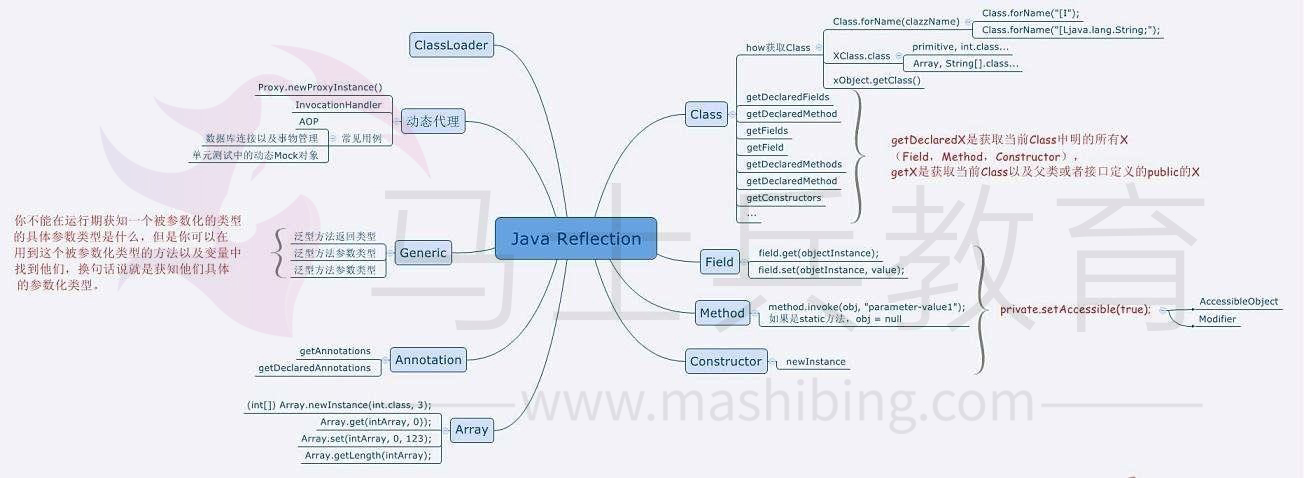 ClassLoader
Proxy.newProxyInstance()
InvocationHandler
AOP
数据库连接以及事物管理
常见用例
单元测试中的动态Mock对象
动态代理
你不能在运行期获知一个被参数化的类型
的具体参数类型是什么，但是你可以在
用到这个被参数化类型的方法以及变量中
找到他们，换句话说就是获知他们具体
的参数化类型。
泛型方法返回类型
泛型方法参数类型
泛型方法参数类型
Generic
getAnnotations
getDeclaredAnnotations
Annotation
(int[]) Array.newInstance(int.class, 3);
Array.get(intArray, 0});
Array.set(intArray, 0, 123);
Array.getLength(intArray);
Array
Java Reflection
Class
how获取Class
Class.forName(clazzName)
Class.forName("[I");
Class.forName("[Ljava.lang.String;");
XClass.class
primitive, int.class...
Array, String[].class...
xObject.getClass()
getDeclaredFields
getDeclaredMethod
getFields
getField
getDeclaredMethods
getDeclaredMethod
getConstructors
...
getDeclaredX是获取当前Class申明的所有X
（Field，Method，Constructor），
getX是获取当前Class以及父类或者接口定义的public的X
Field
field.get(objectInstance);
field.set(objetInstance, value);
Method
method.invoke(obj, "parameter-value1");
如果是static方法，obj = null
Constructor
newInstance
private.setAccessible(true);
AccessibleObject
Modifier
马士兵教育
www.mashibing.com